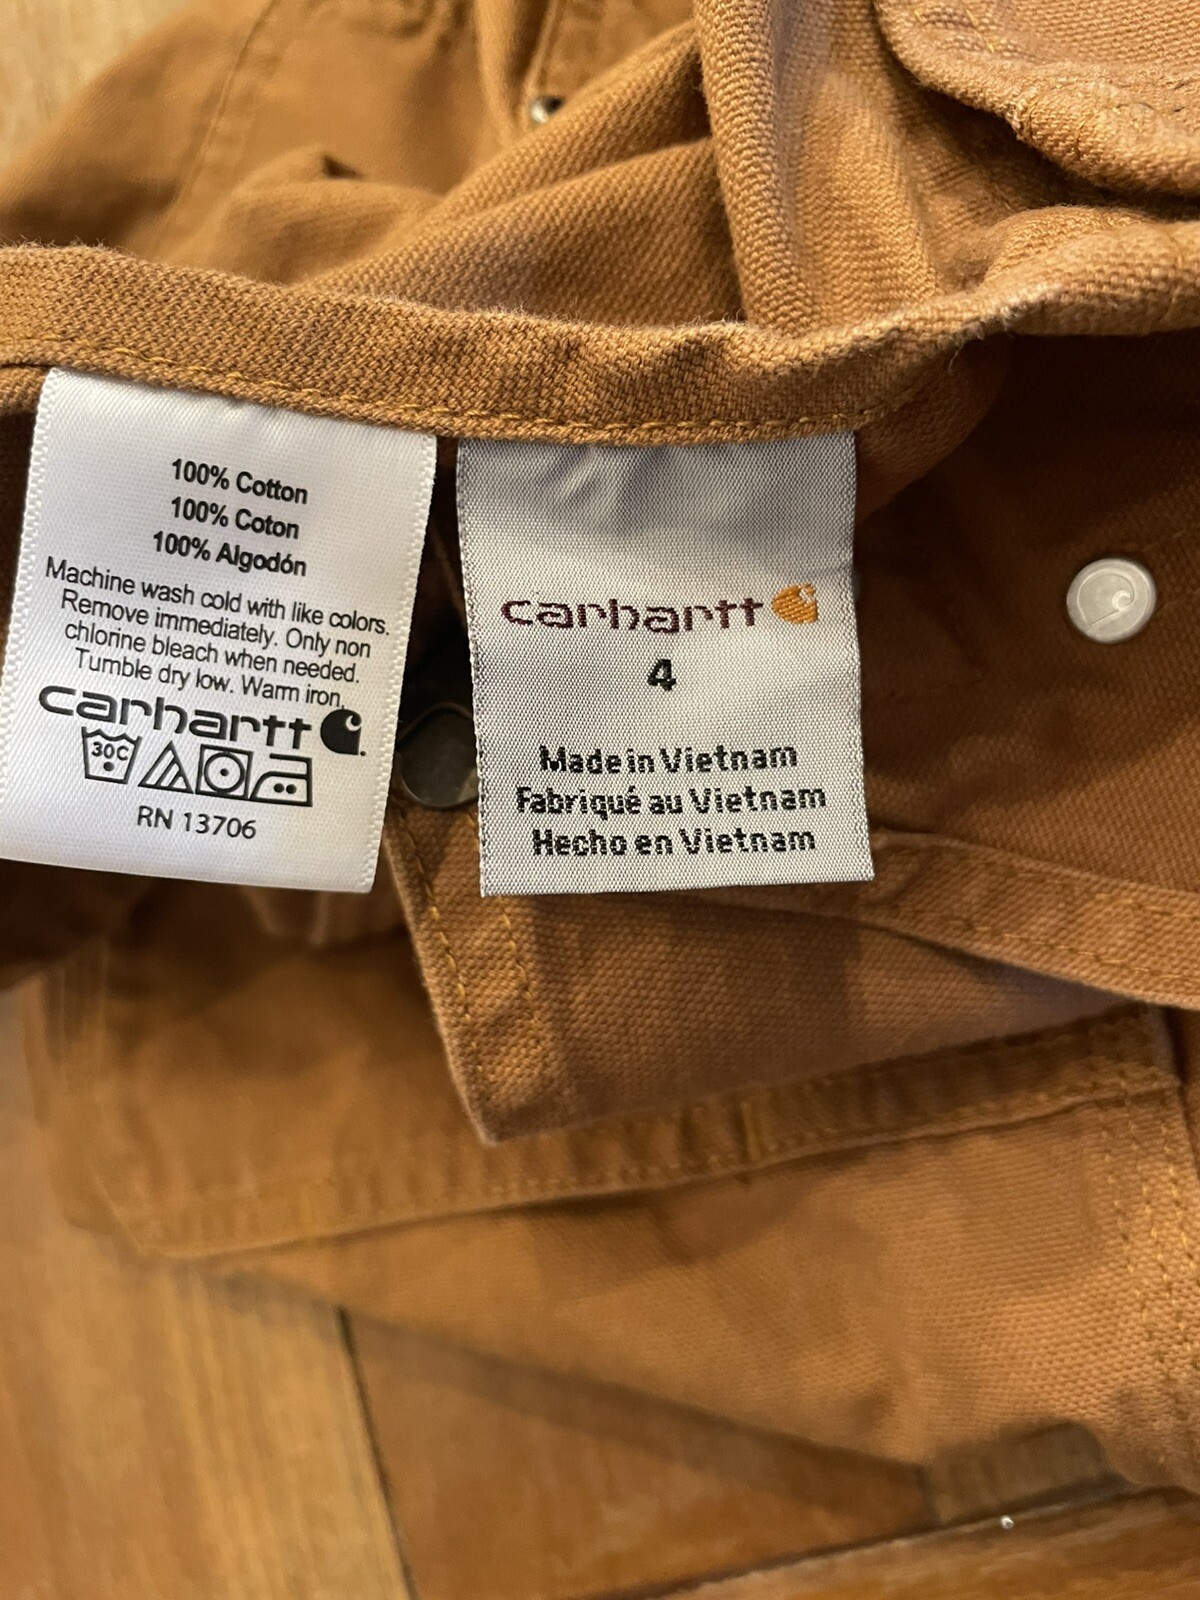 100% Cotton
100% Coton
100% Algodón
Machine wash cold with like colors.
Remove immediately. Only non
chlorine bleach when needed.
Tumble dry low. Warm iron.
carhartt
30C
RN 13706
carhartt
4
Made in Vietnam
Fabriqué au Vietnam
Hecho en Vietnam